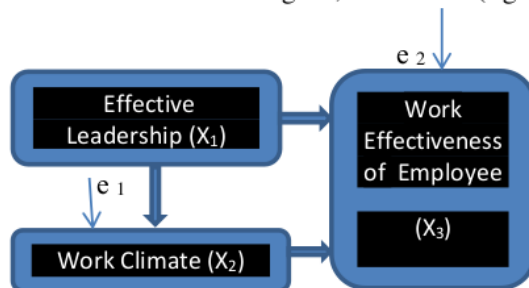 e 2
Effective
Leadership (X1)
Work
Effectiveness
of Employee
(X3)
e 1
Work Climate (X2)